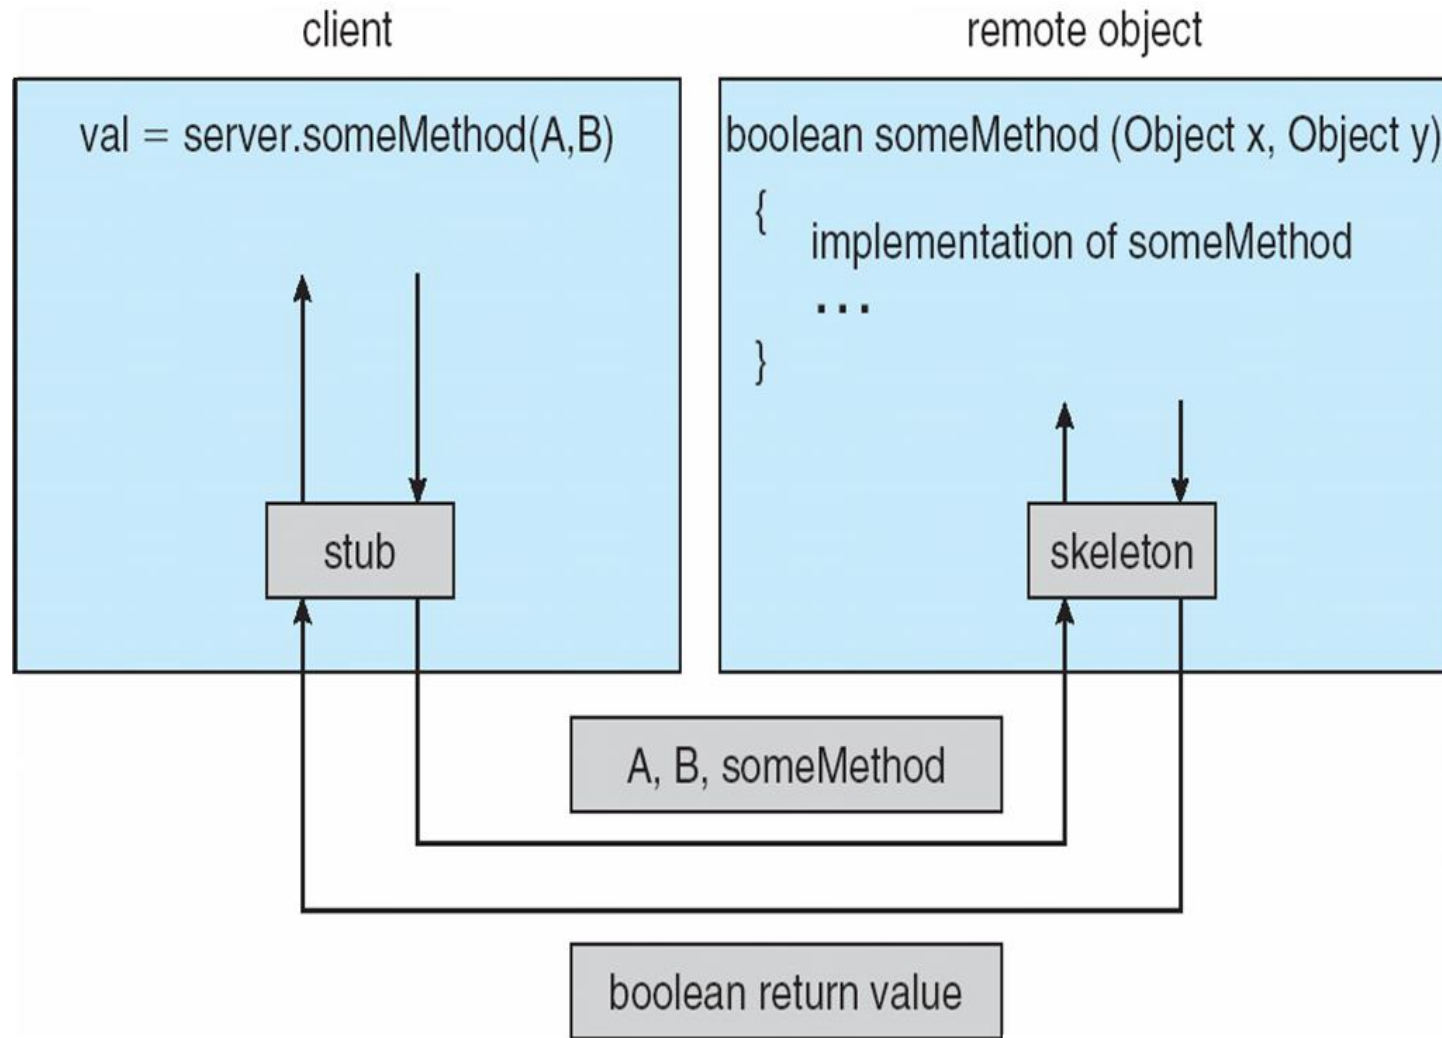 client
val = server.someMethod(A,B)
stub
remote object
boolean someMethod (Object x, Object y)
{
implementation of someMethod
...
}
skeleton
A, B, someMethod
boolean return value